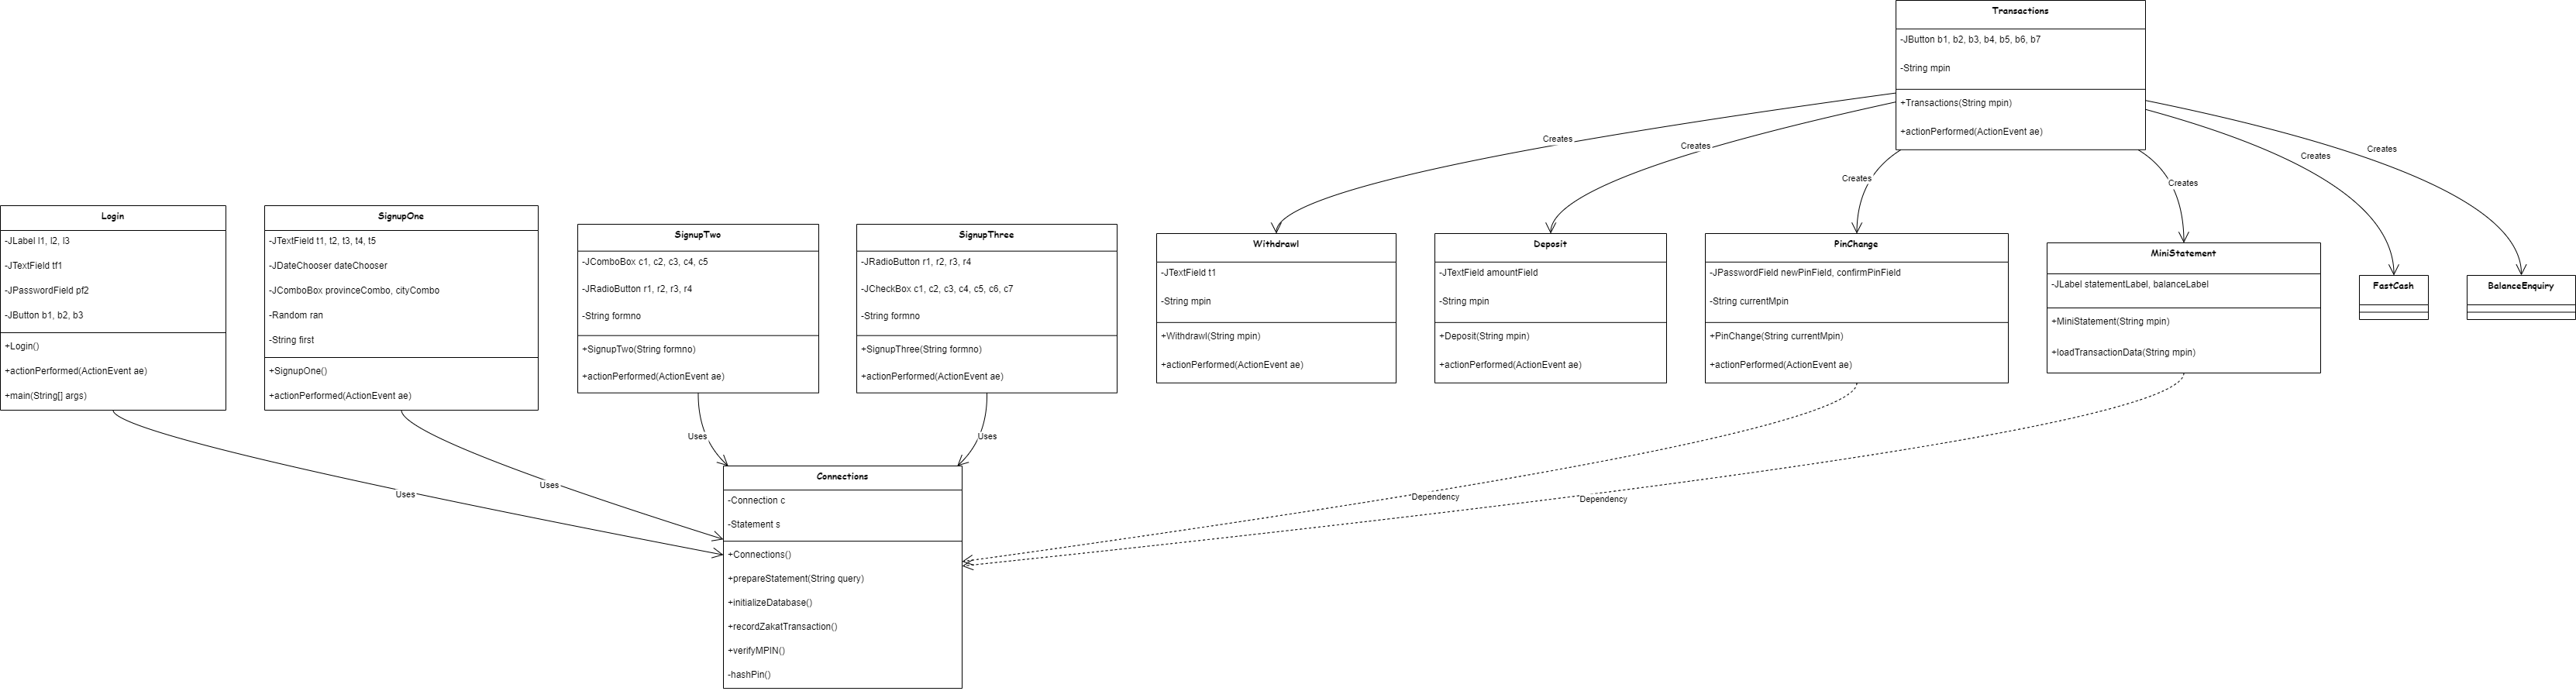 Transactions
-JButton b1, b2, b3, b4, b5, b6, b7
-String mpin
+Transactions(String mpin)
+actionPerformed(ActionEvent ae)
Creates
Creates
Creates
Creates
Creates
Creates
Login
-JLabel l1, l2, l3
-JTextField tf1
-JPasswordField pf2
-JButton b1, b2, b3
+Login()
+actionPerformed(ActionEvent ae)
+main(String[] args)
SignupOne
-JTextField t1, t2, t3, t4, t5
-JDateChooser dateChooser
-JComboBox provinceCombo, cityCombo
-Random ran
-String first
+SignupOne()
+actionPerformed(ActionEvent ae)
SignupTwo
-JComboBox c1, c2, c3, c4, c5
-JRadioButton r1, r2, r3, r4
-String formno
+SignupTwo(String formno)
+actionPerformed(ActionEvent ae)
SignupThree
-JRadioButton r1, r2, r3, r4
-JCheckBox c1, c2, c3, c4, c5, c6, c7
-String formno
+SignupThree(String formno)
+actionPerformed(ActionEvent ae)
Withdrawl
-JTextField t1
-String mpin
+Withdrawl(String mpin)
+actionPerformed(ActionEvent ae)
Deposit
-JTextField amountField
-String mpin
+Deposit(String mpin)
+actionPerformed(ActionEvent ae)
PinChange
-JPasswordField newPinField, confirmPinField
-String currentMpin
+PinChange(String currentMpin)
+actionPerformed(ActionEvent ae)
MiniStatement
-JLabel statementLabel, balanceLabel
+MiniStatement(String mpin)
+loadTransactionData(String mpin)
FastCash
BalanceEnquiry
Uses
Uses
Uses
Uses
Dependency
Dependency
Connections
-Connection c
-Statement s
+Connections()
+prepareStatement(String query)
+initializeDatabase()
+recordZakatTransaction()
+verifyMPIN()
-hashPin()